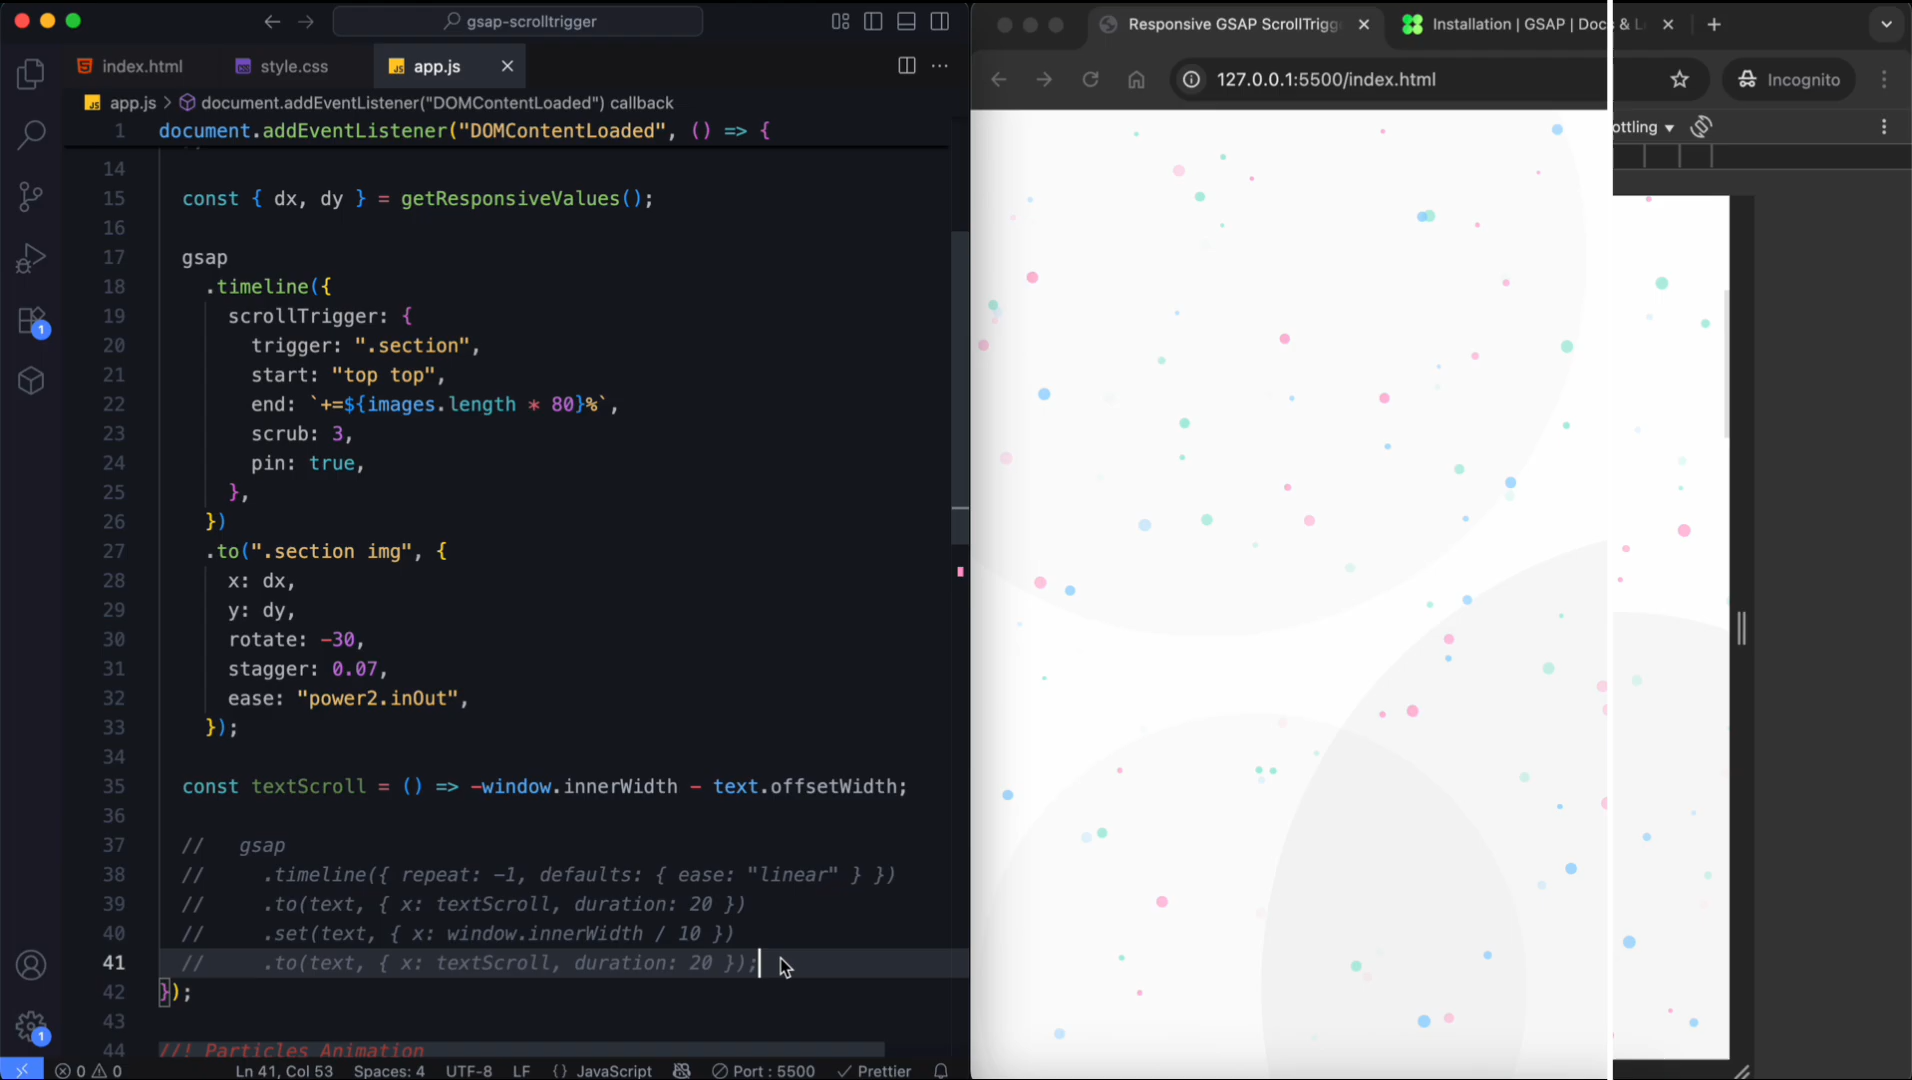 gsap-scrolltrigger
index.html
style.css
app.js
app.js > document.addEventListener("DOMContentLoaded") callback
1 document.addEventListener("DOMContentLoaded", () => {
14
15 const { dx, dy } = getResponsiveValues();
16
17 gsap
18 .timeline({
19 scrollTrigger: {
20 trigger: ".section",
21 start: "top top",
22 end: `+=${images.length * 80}%`,
23 scrub: 3,
24 pin: true,
25 },
26 })
27 .to(".section img", {
28 x: dx,
29 y: dy,
30 rotate: -30,
31 stagger: 0.07,
32 ease: "power2.inOut",
33 });
34
35 const textScroll = () => -window.innerWidth - text.offsetWidth;
36
37 // gsap
38 // .timeline({ repeat: -1, defaults: { ease: "linear" } })
39 // .to(text, { x: textScroll, duration: 20 })
40 // .set(text, { x: window.innerWidth / 10 })
41 // .to(text, { x: textScroll, duration: 20 });
42 });
43
44 //! Particles Animation
1
1
0 0
Ln 41, Col 53
Spaces: 4
UTF-8
LF
{} JavaScript
Port : 5500
Prettier
Responsive GSAP ScrollTrigg
Installation | GSAP | Docs & L
127.0.0.1:5500/index.html
Incognito
ottling